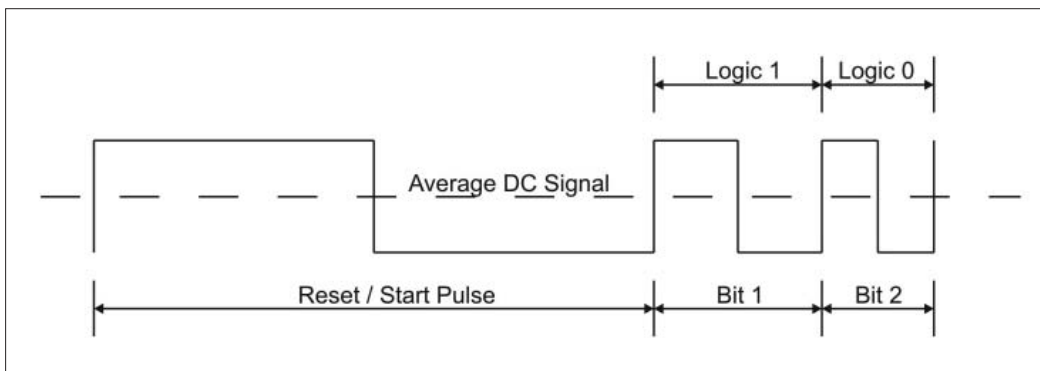 Logic 1
Logic 0
Average DC Signal
Reset / Start Pulse
Bit 1
Bit 2